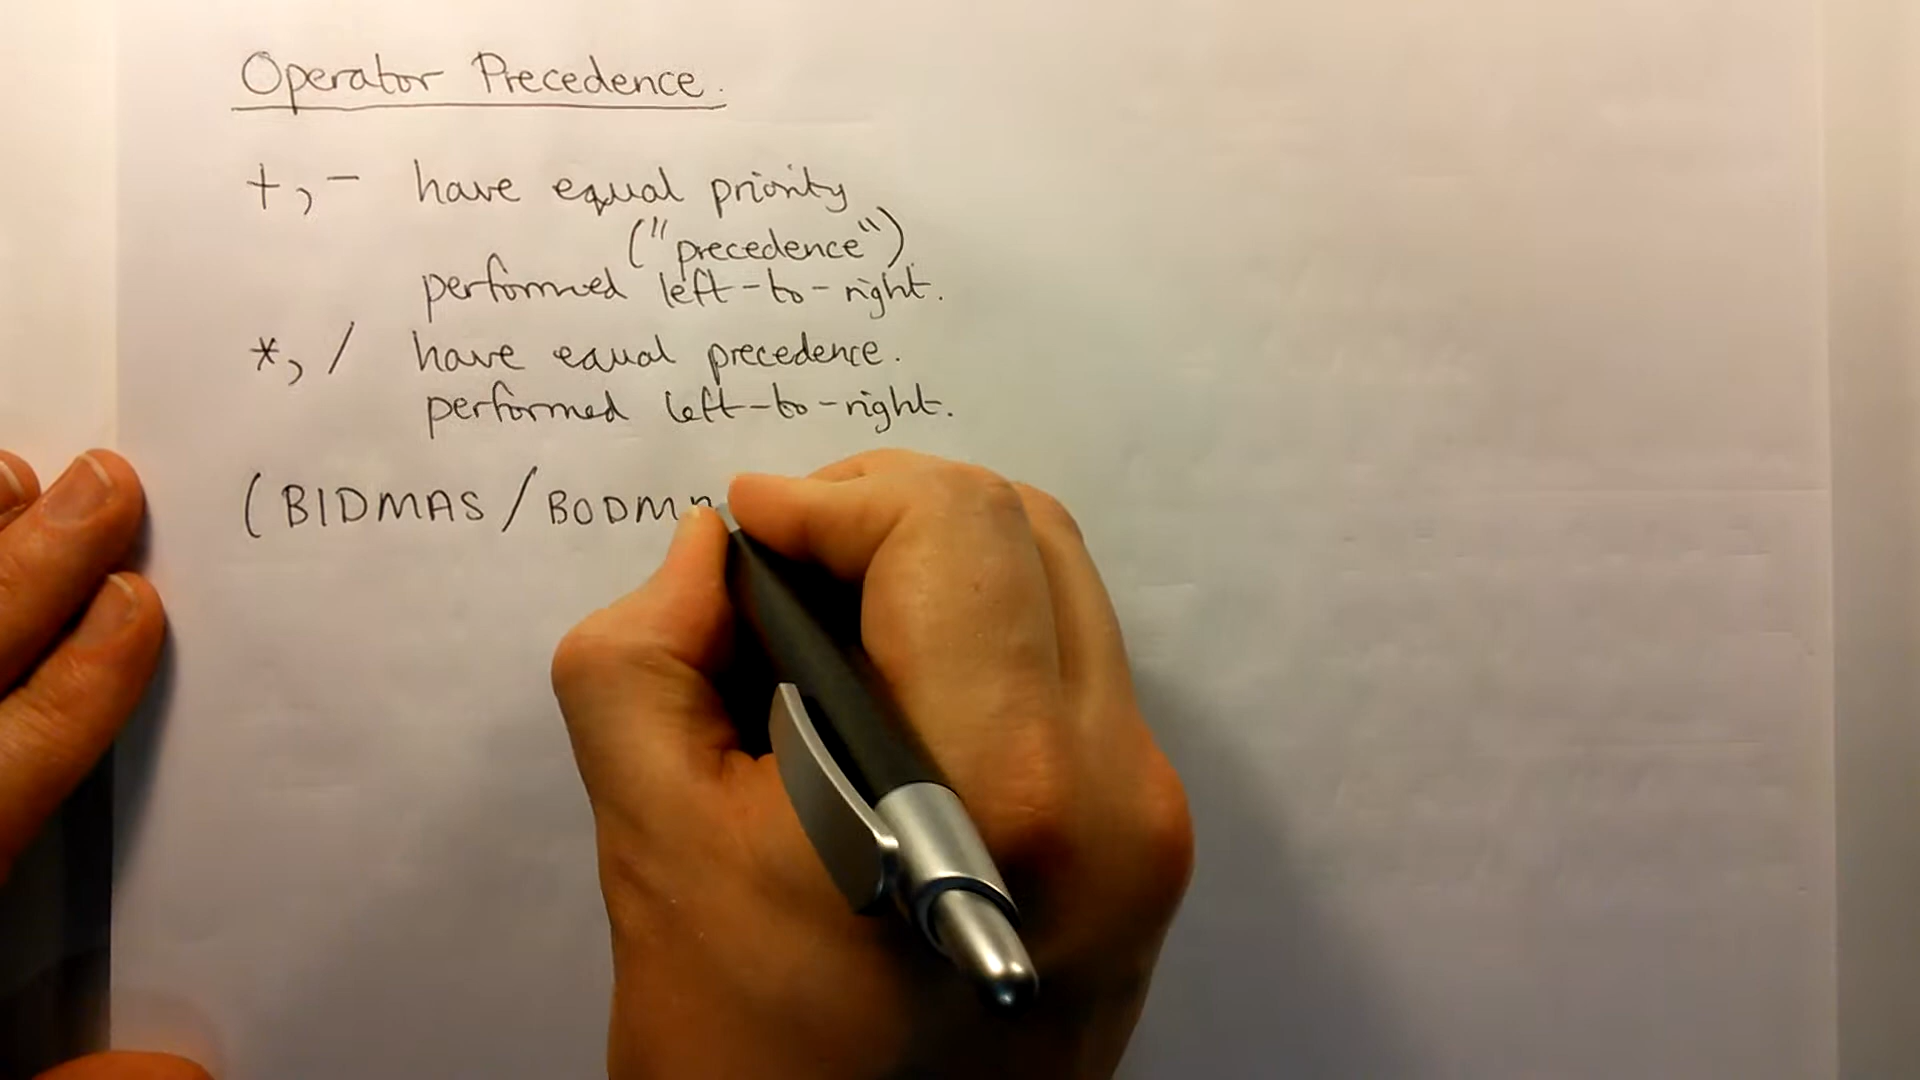 Operator Precedence.
+, - have equal priority
("precedence")
performed left-to-right.
*, / have equal precedence.
performed left-to-right.
(BIDMAS / BODM